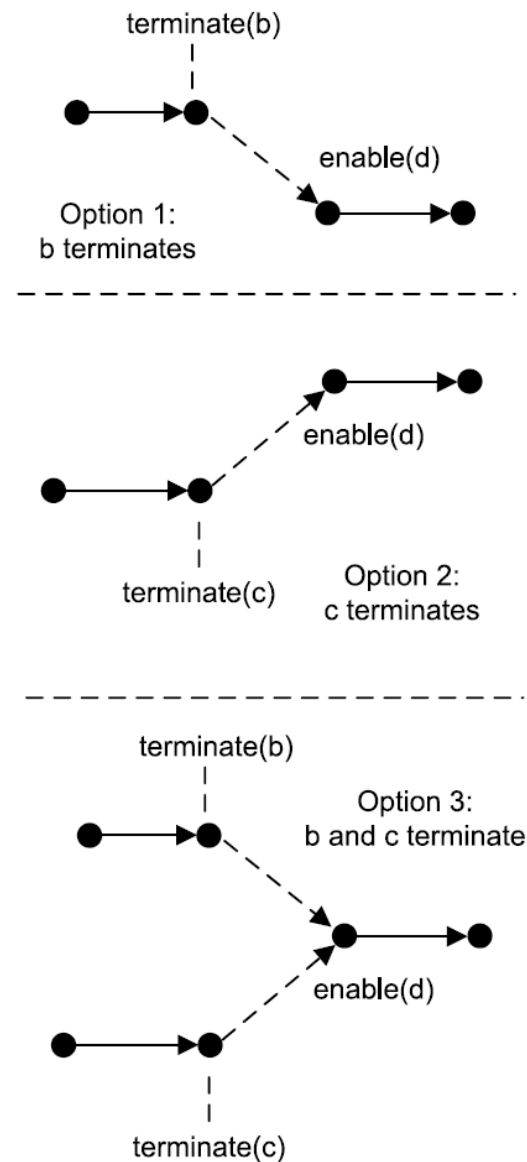 terminate(b)
enable(d)
Option 1:
b terminates
enable(d)
terminate(c)
Option 2:
c terminates
terminate(b)
Option 3:
b and c terminate
enable(d)
terminate(c)